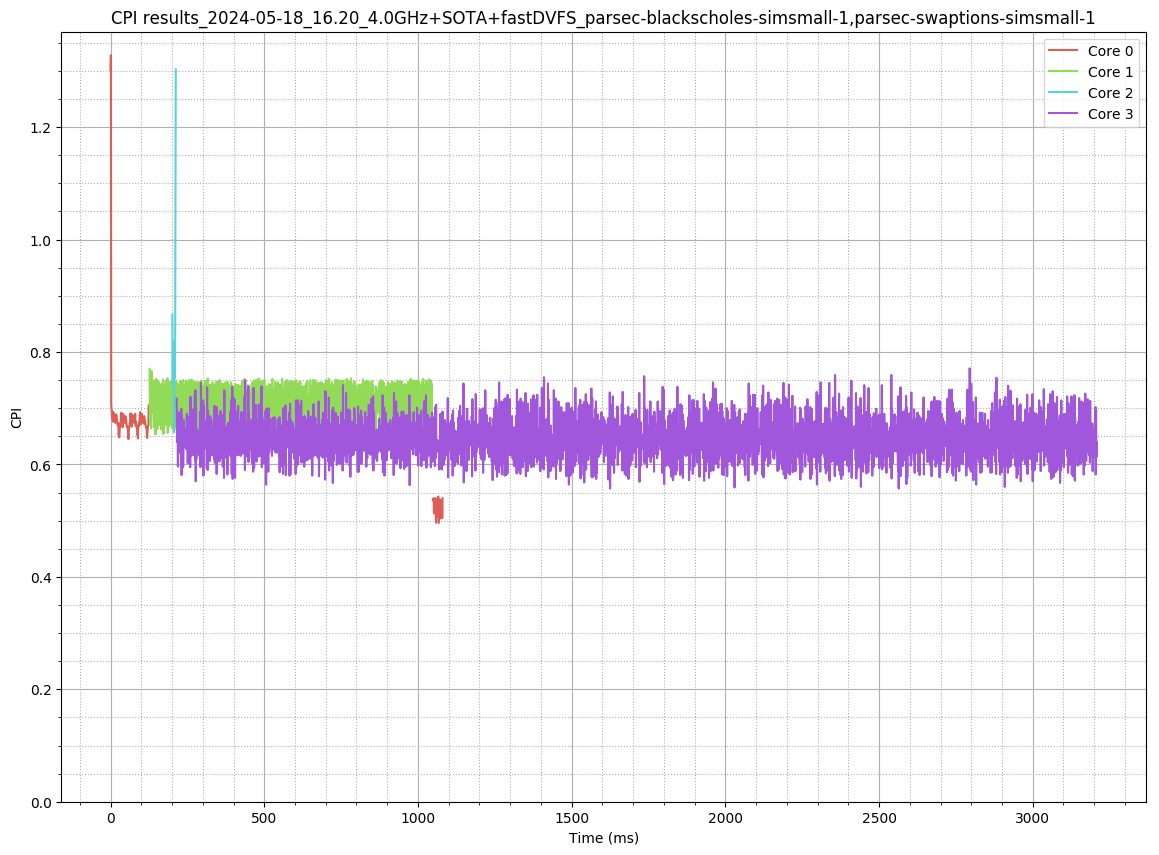 CPI results_2024-05-18_16.20_4.0GHz+SOTA+fastDVFS_parsec-blackscholes-simsmall-1,parsec-swaptions-simsmall-1
Core 0
Core 1
Core 2
Core 3
1.2
1.0
0.8
0.6
0.4
0.2
0.0
CPI
0 500 1000 1500 2000 2500 3000
Time (ms)